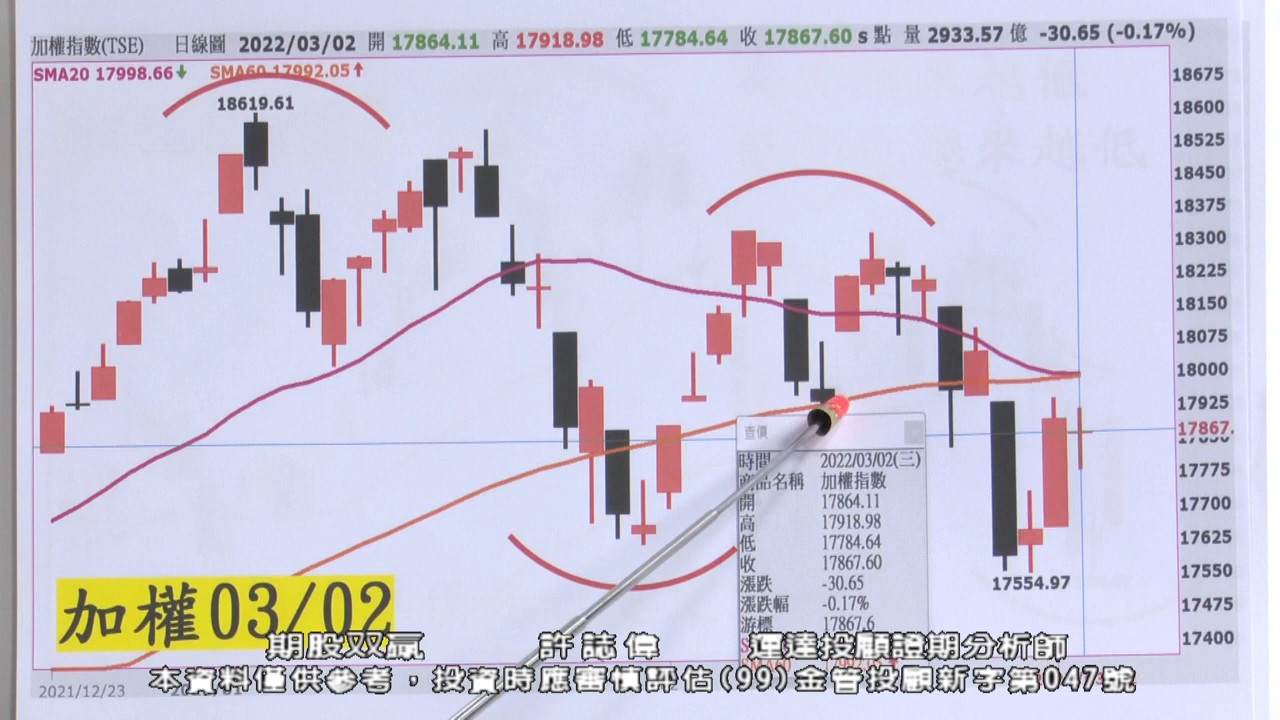 加權指數(TSE) 日線圖 2022/03/02 開 17864.11 高 17918.98 低 17784.64 收 17867.60 s 點 量 2933.57 億 -30.65 (-0.17%)
SMA20 17998.66↓ SMA60 17992.05↑
18619.61
18675
18600
18525
18450
18375
18300
18225
18150
18075
18000
17925
17867.
17775
17700
17625
17550
17475
17400
查價
時間 2022/03/02(三)
商品名稱 加權指數
開 17864.11
高 17918.98
低 17784.64
收 17867.60
漲跌 -30.65
漲跌幅 -0.17%
游標 17867.6
17554.97
加權03/02
期股双贏 許誌偉 運達投顧證期分析師
本資料僅供參考，投資時應審慎評估(99)金管投顧新字第047號
2021/12/23